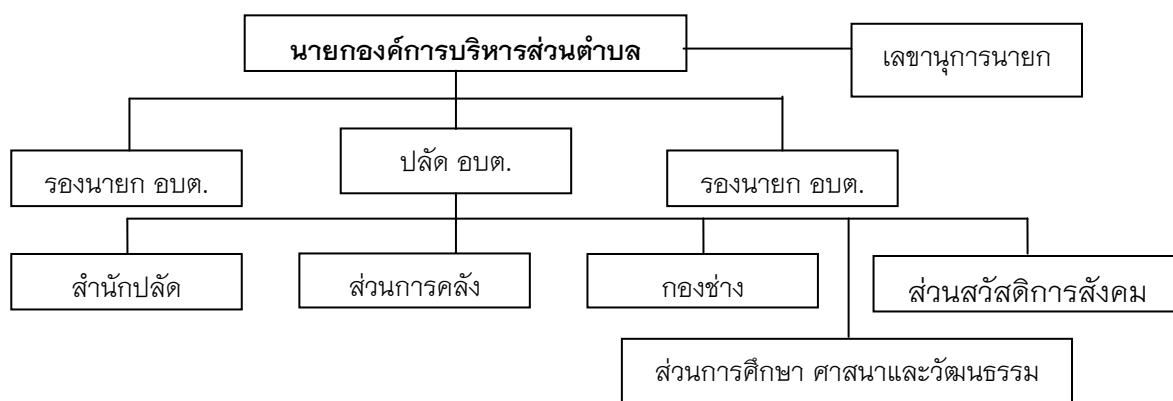 นายกองค์การบริหารส่วนตำบล
เลขานุการนายก
รองนายก อบต.
ปลัด อบต.
รองนายก อบต.
สำนักปลัด
ส่วนการคลัง
กองช่าง
ส่วนสวัสดิการสังคม
ส่วนการศึกษา ศาสนาและวัฒนธรรม